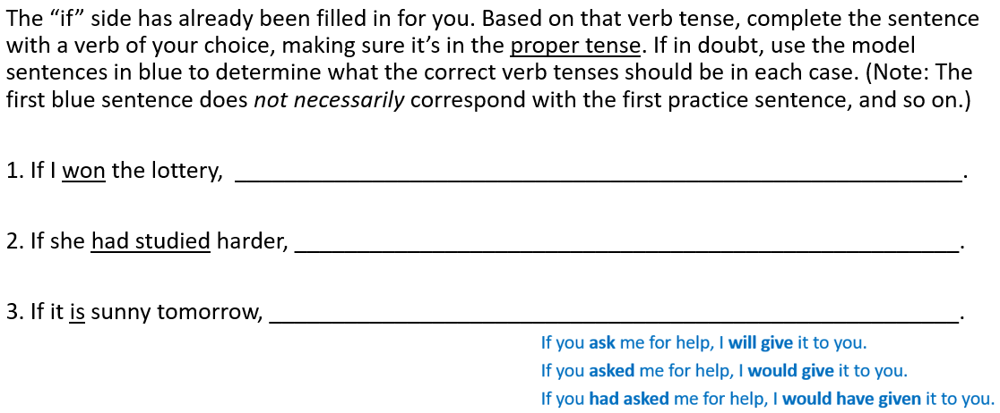 The “if” side has already been filled in for you. Based on that verb tense, complete the sentence
with a verb of your choice, making sure it’s in the proper tense. If in doubt, use the model
sentences in blue to determine what the correct verb tenses should be in each case. (Note: The
first blue sentence does not necessarily correspond with the first practice sentence, and so on.)
1. If I won the lottery, ____________________________________________________________.
2. If she had studied harder, _______________________________________________________.
3. If it is sunny tomorrow, _________________________________________________________.
If you ask me for help, I will give it to you.
If you asked me for help, I would give it to you.
If you had asked me for help, I would have given it to you.